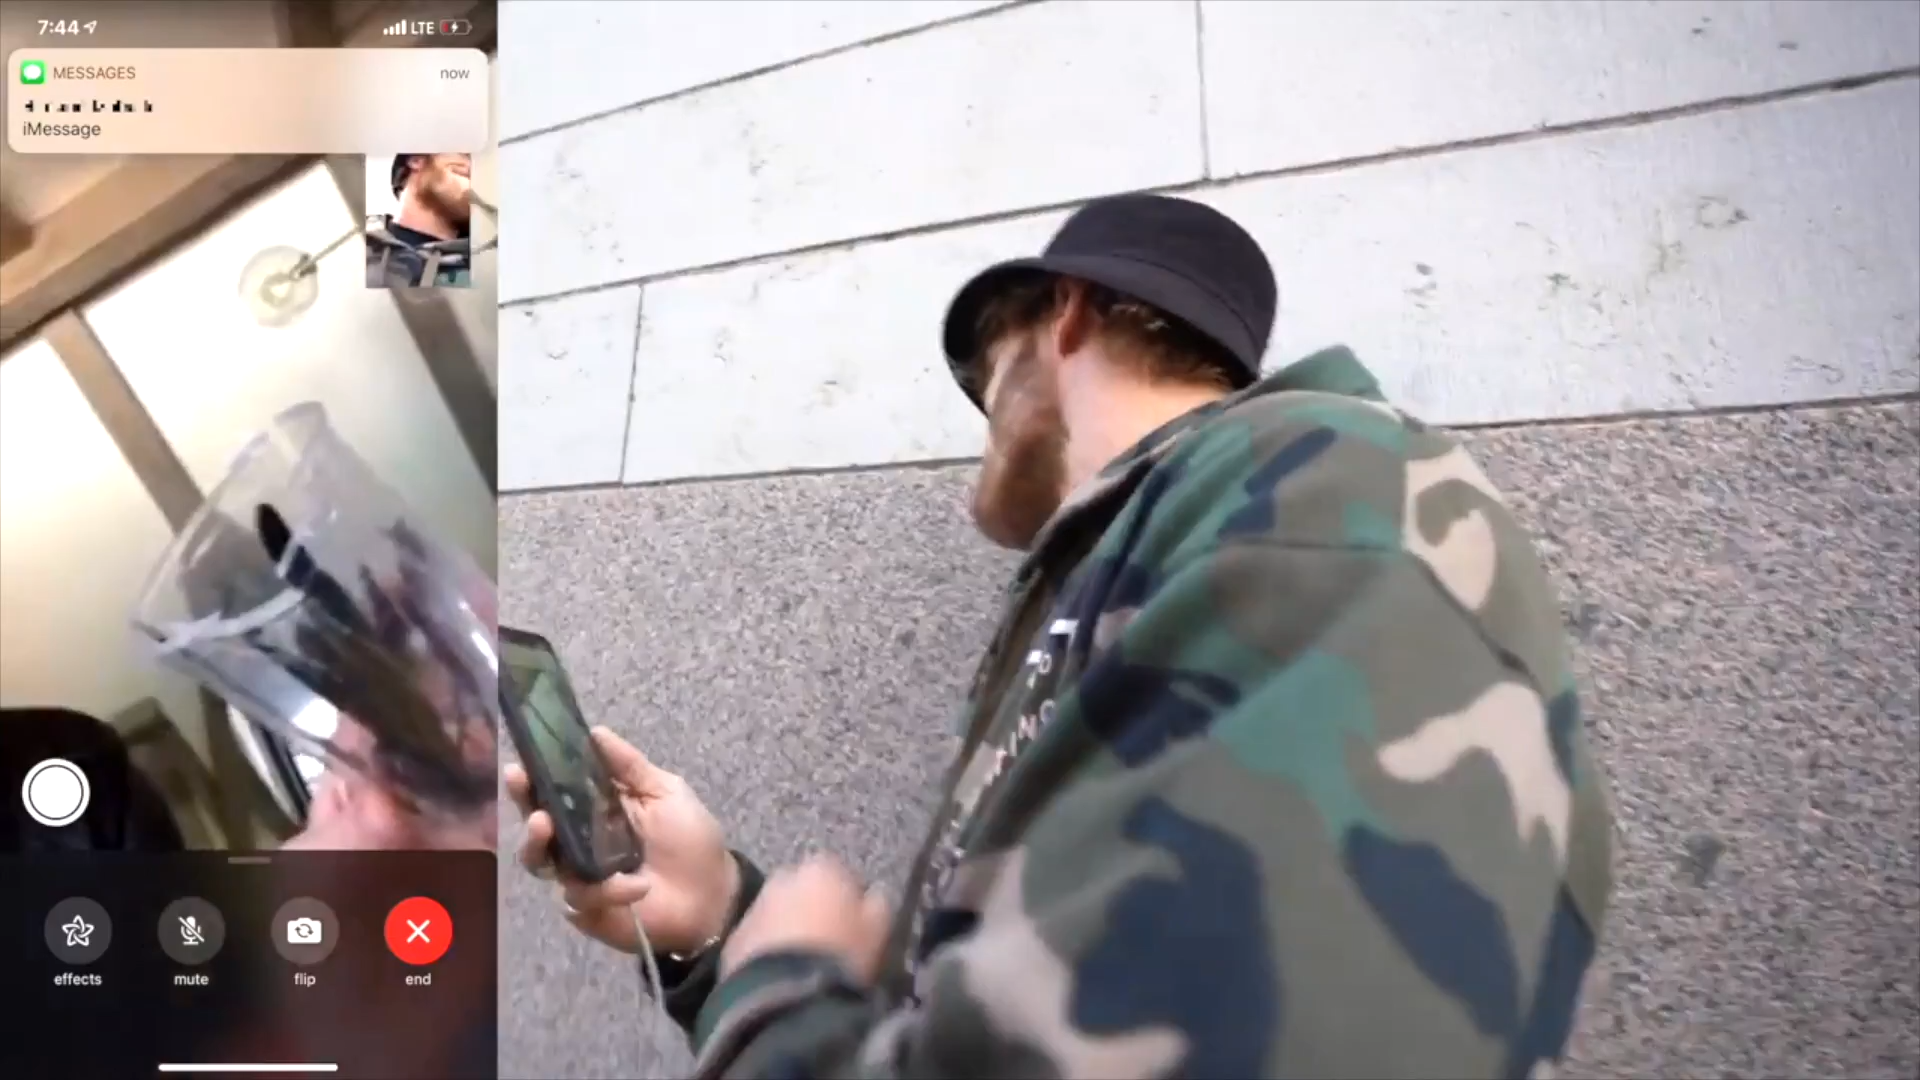 7:44
LTE
MESSAGES
now
iMessage
effects
mute
flip
end